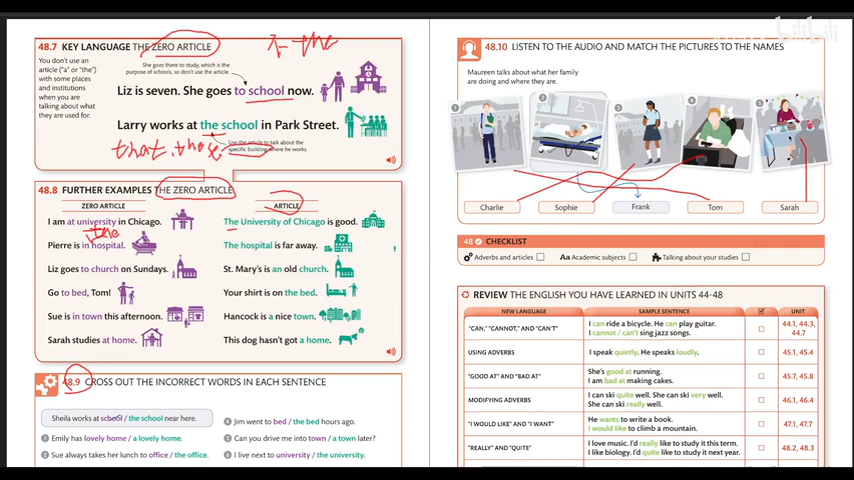 48.7 KEY LANGUAGE THE ZERO ARTICLE
the
You don't use an
article ("a" or "the")
with some places
and institutions
when you are
talking about what
they are used for.
She goes there to study, which is the
purpose of schools, so don't use the article.
Liz is seven. She goes to school now.
Larry works at the school in Park Street.
that. those
Use the article to talk about the
specific building where he works.
48.8 FURTHER EXAMPLES THE ZERO ARTICLE
ZERO ARTICLE
I am at university in Chicago.
the
Pierre is in hospital.
Liz goes to church on Sundays.
Go to bed, Tom!
Sue is in town this afternoon.
Sarah studies at home.
ARTICLE
The University of Chicago is good.
The hospital is far away.
St. Mary's is an old church.
Your shirt is on the bed.
Hancock is a nice town.
This dog hasn't got a home.
48.9 CROSS OUT THE INCORRECT WORDS IN EACH SENTENCE
Sheila works at school / the school near here.
1 Emily has lovely home / a lovely home.
2 Sue always takes her lunch to office / the office.
4 Jim went to bed / the bed hours ago.
5 Can you drive me into town / a town later?
6 I live next to university / the university.
bilibili
48.10 LISTEN TO THE AUDIO AND MATCH THE PICTURES TO THE NAMES
Maureen talks about what her family
are doing and where they are.
1
2
3
4
5
Charlie
Sophie
Frank
Tom
Sarah
48 CHECKLIST
Adverbs and articles
Aa Academic subjects
Talking about your studies
REVIEW THE ENGLISH YOU HAVE LEARNED IN UNITS 44-48
NEW LANGUAGE
SAMPLE SENTENCE
UNIT
"CAN," "CANNOT," AND "CAN'T"
I can ride a bicycle. He can play guitar.
I cannot / can't sing jazz songs.
44.1, 44.3,
44.7
USING ADVERBS
I speak quietly. He speaks loudly.
45.1, 45.4
"GOOD AT" AND "BAD AT"
She's good at running.
I am bad at making cakes.
45.7, 45.8
MODIFYING ADVERBS
I can ski quite well. She can ski very well.
She can ski really well.
46.1, 46.4
"I WOULD LIKE" AND "I WANT"
He wants to write a book.
I would like to climb a mountain.
47.1, 47.7
"REALLY" AND "QUITE"
I love music. I'd really like to study it this term.
I like biology. I'd quite like to study it next year.
48.2, 48.3